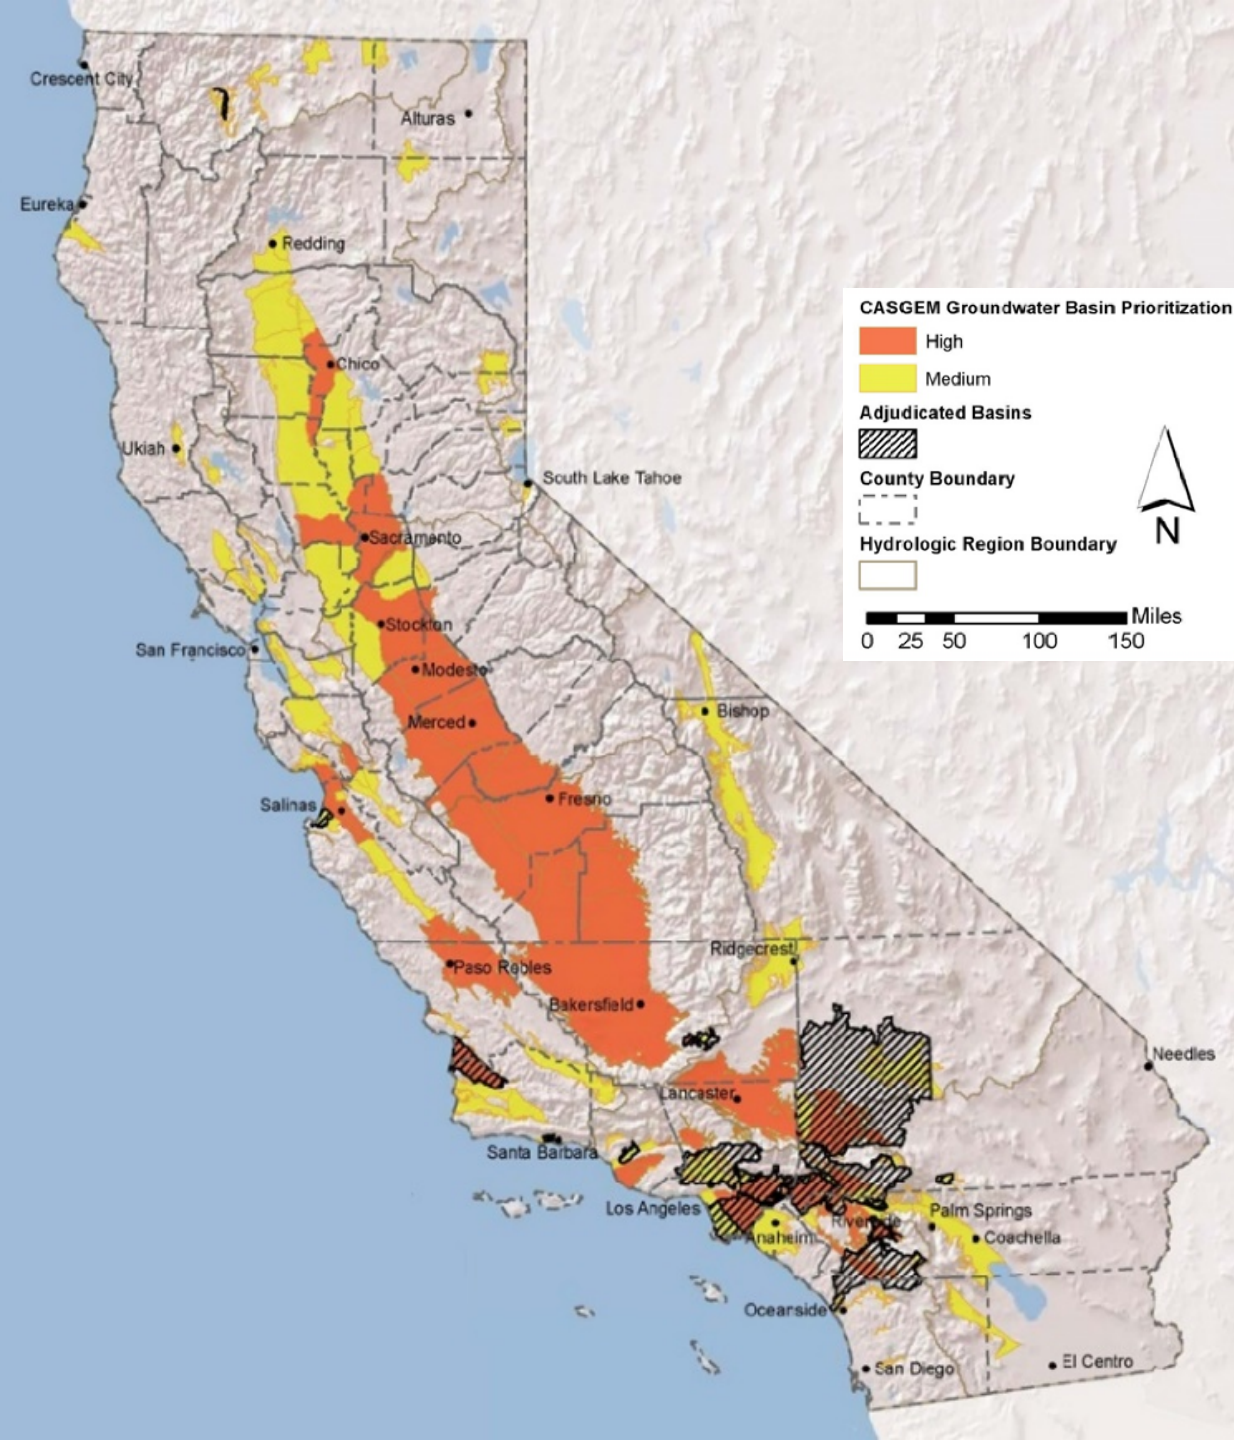 Crescent City
Alturas
Eureka
Redding
CASGEM Groundwater Basin Prioritization
High
Medium
Adjudicated Basins
County Boundary
Hydrologic Region Boundary
N
Miles
0 25 50 100 150
Chico
Ukiah
South Lake Tahoe
Sacramento
Stockton
San Francisco
Modesto
Bishop
Merced
Fresno
Salinas
Ridgecrest
Paso Robles
Bakersfield
Needles
Lancaster
Santa Barbara
Los Angeles
Palm Springs
Riverside
Anaheim
Coachella
Oceanside
El Centro
San Diego